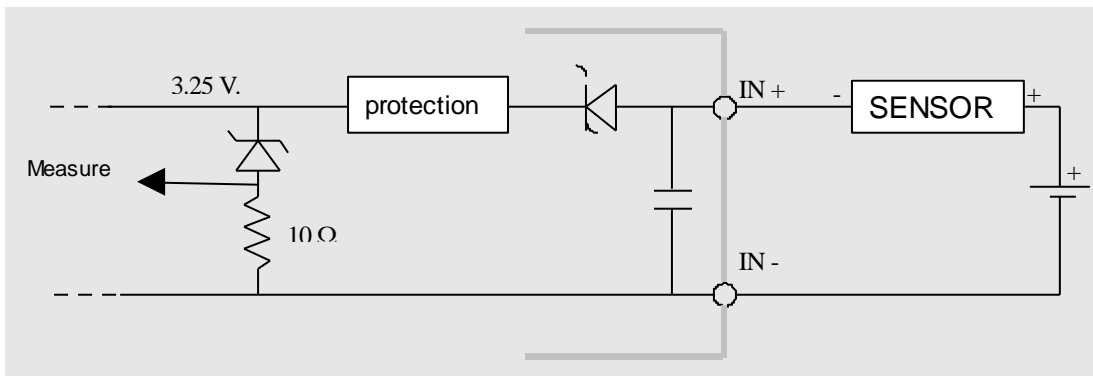 3.25 V.
protection
IN +
- SENSOR +
+
Measure
10 Ω
IN -